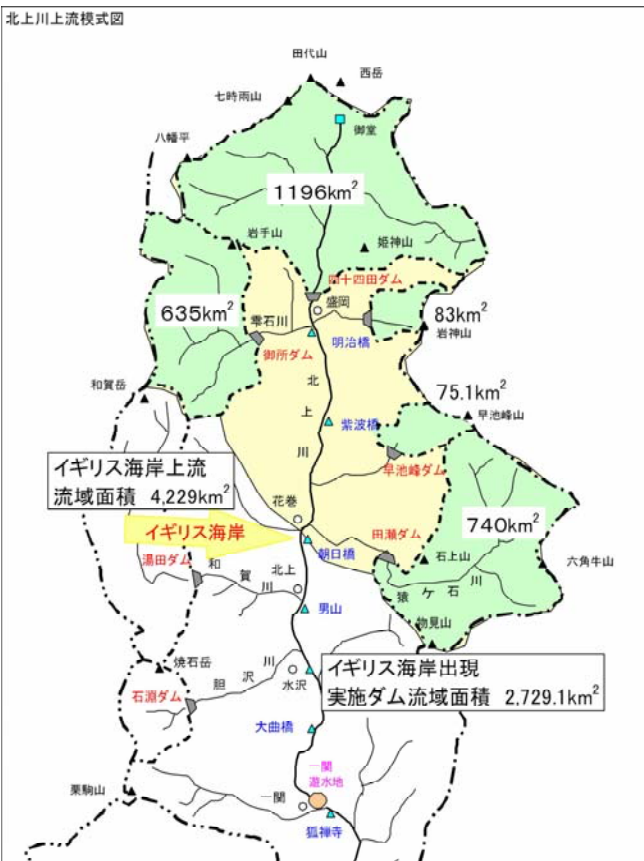 北上川上流模式図
田代山
西岳
七時雨山
御堂
八幡平
1196km²
岩手山
姫神山
四十四田ダム
盛岡
635km²
83km²
雫石川
岩神山
明治橋
御所ダム
75.1km²
和賀岳
北上川
紫波橋
早池峰山
イギリス海岸上流
流域面積 4,229km²
早池峰ダム
花巻
740km²
イギリス海岸
田瀬ダム
朝日橋
湯田ダム
石上山
六角牛山
和賀川
北上
猿ケ石川
男山
物見山
イギリス海岸出現
実施ダム流域面積 2,729.1km²
焼石岳
胆沢川
水沢
石淵ダム
大曲橋
一関
遊水地
栗駒山
一関
狐禅寺